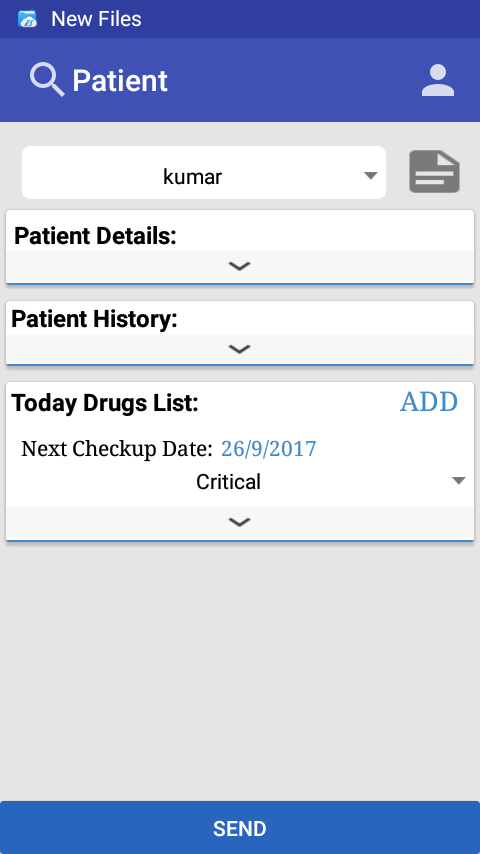 New Files
Patient
kumar
Patient Details:
Patient History:
Today Drugs List: ADD
Next Checkup Date: 26/9/2017
Critical
SEND